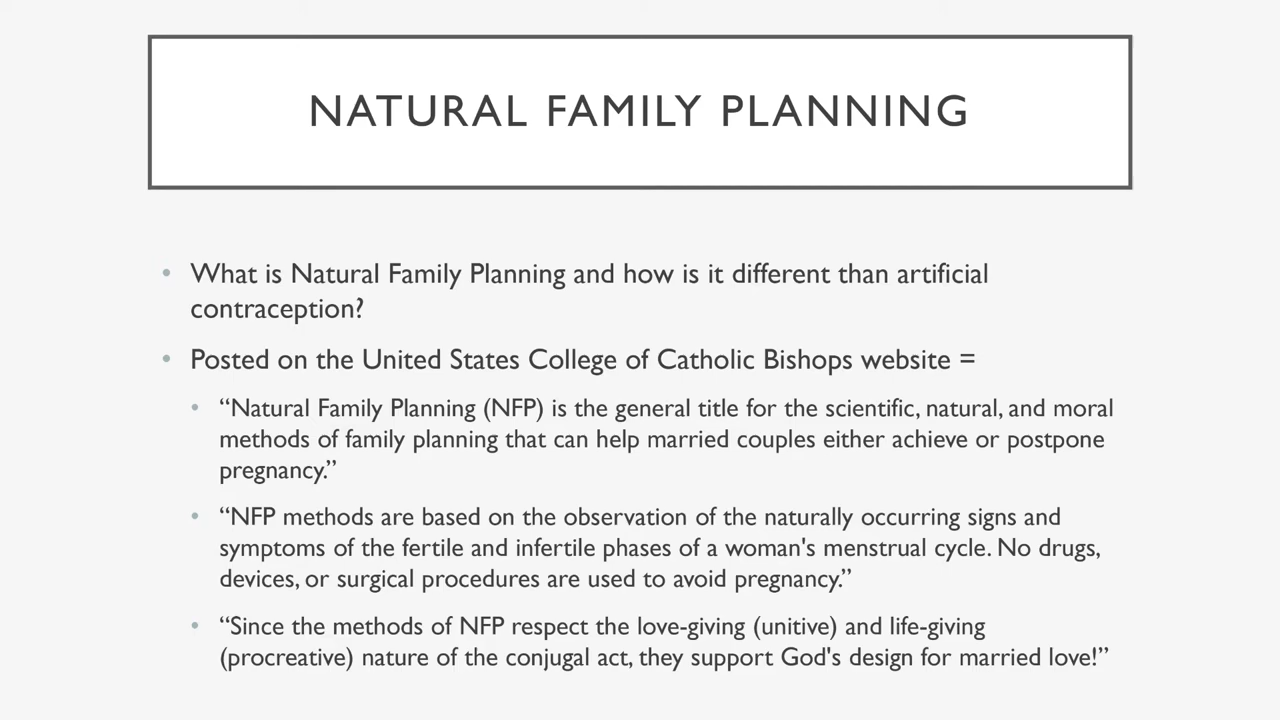 NATURAL FAMILY PLANNING
• What is Natural Family Planning and how is it different than artificial
contraception?
• Posted on the United States College of Catholic Bishops website =
• “Natural Family Planning (NFP) is the general title for the scientific, natural, and moral
methods of family planning that can help married couples either achieve or postpone
pregnancy.”
• “NFP methods are based on the observation of the naturally occurring signs and
symptoms of the fertile and infertile phases of a woman's menstrual cycle. No drugs,
devices, or surgical procedures are used to avoid pregnancy.”
• “Since the methods of NFP respect the love-giving (unitive) and life-giving
(procreative) nature of the conjugal act, they support God's design for married love!”